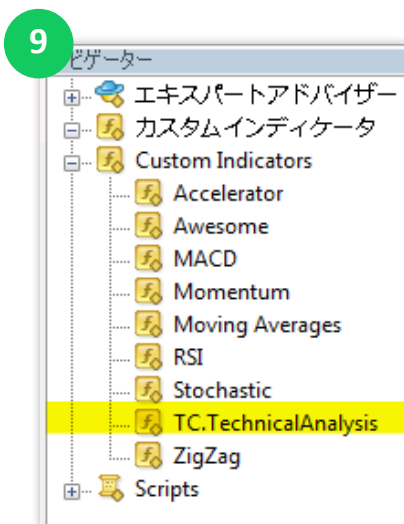 9
ビゲーター
エキスパートアドバイザー
カスタムインディケータ
Custom Indicators
Accelerator
Awesome
MACD
Momentum
Moving Averages
RSI
Stochastic
TC.TechnicalAnalysis
ZigZag
Scripts